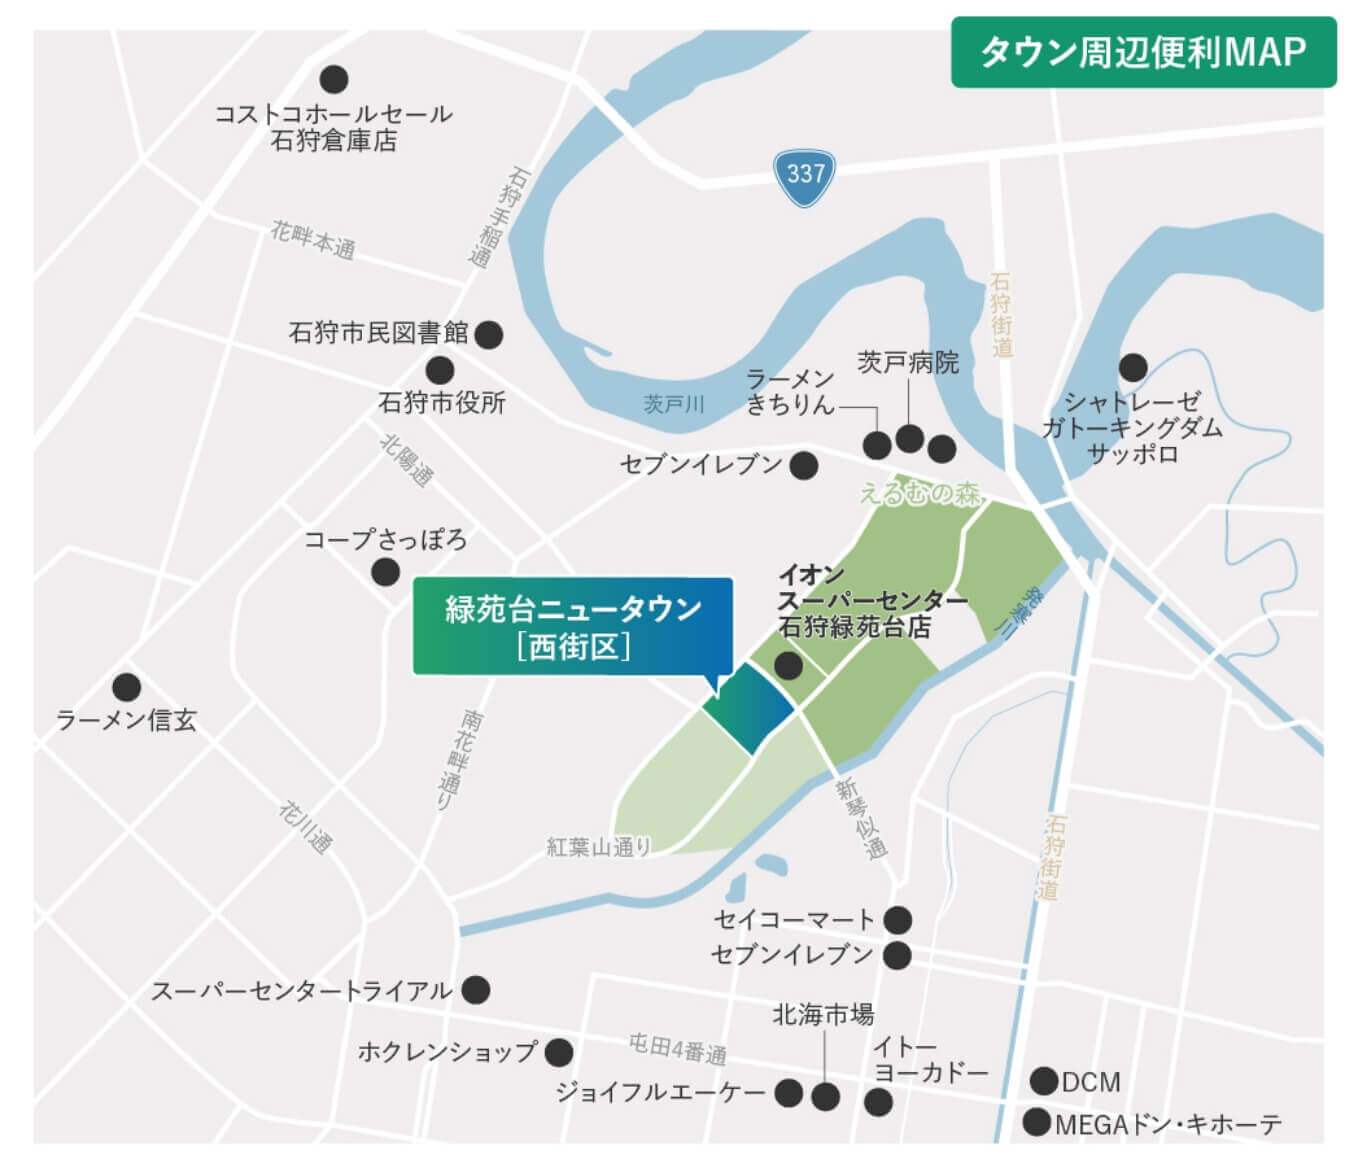 タウン周辺便利MAP
コストコホールセール
石狩倉庫店
石狩手稲通
337
花畔本通
石狩街道
石狩市民図書館
石狩市役所
茨戸川
ラーメン
きちりん
茨戸病院
シャトレーゼ
ガトーキングダム
サッポロ
北陽通
セブンイレブン
えるむの森
コープさっぽろ
緑苑台ニュータウン
[西街区]
イオン
スーパーセンター
石狩緑苑台店
発寒川
ラーメン信玄
南花畔通り
花川通
紅葉山通り
新琴似通
石狩街道
セイコーマート
セブンイレブン
スーパーセンタートライアル
北海市場
ホクレンショップ
屯田4番通
イトー
ヨーカドー
ジョイフルエーケー
DCM
MEGAドン・キホーテ